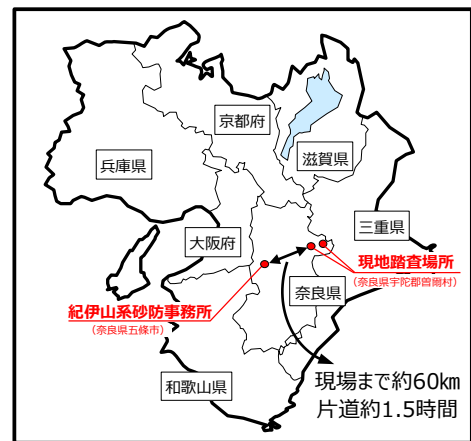 京都府
滋賀県
兵庫県
三重県
大阪府
現地踏査場所
(奈良県宇陀郡曽爾村)
奈良県
紀伊山系砂防事務所
(奈良県五條市)
和歌山県
現場まで約60km
片道約1.5時間